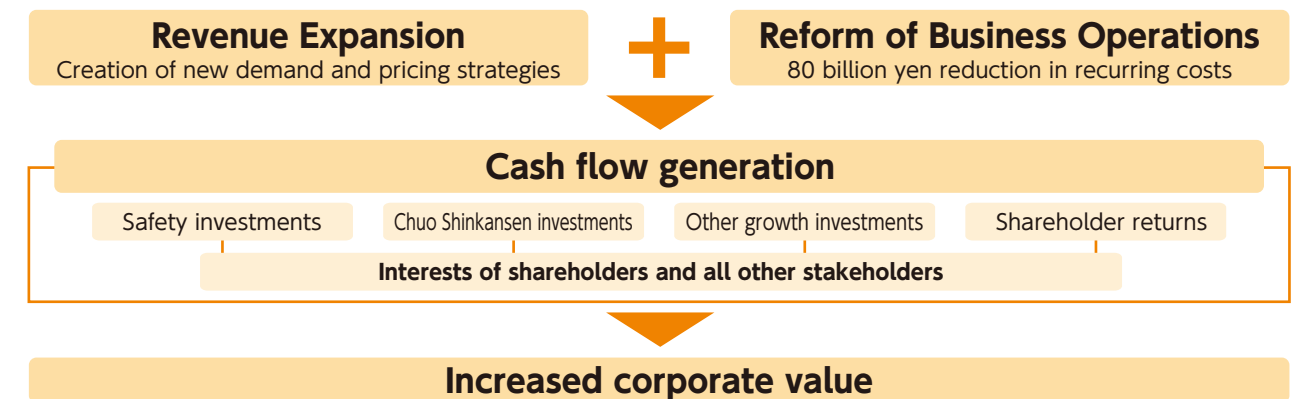 Revenue Expansion
Creation of new demand and pricing strategies
Reform of Business Operations
80 billion yen reduction in recurring costs
Cash flow generation
Safety investments
Chuo Shinkansen investments
Other growth investments
Shareholder returns
Interests of shareholders and all other stakeholders
Increased corporate value